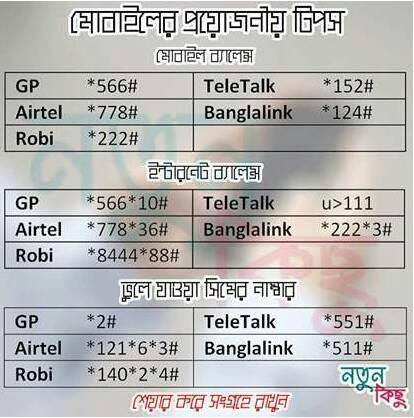 মোবাইলের প্রয়োজনীয় টিপস
মোবাইল ব্যালেন্স
GP *566# TeleTalk *152#
Airtel *778# Banglalink *124#
Robi *222#
ইন্টারনেট ব্যালেন্স
GP *566*10# TeleTalk u>111
Airtel *778*36# Banglalink *222*3#
Robi *8444*88#
ভুলে যাওয়া সিমের নাম্বার
GP *2# TeleTalk *551#
Airtel *121*6*3# Banglalink *511#
Robi *140*2*4#
নতুন কিছু
শেয়ার করে সংগ্রহে রাখুন